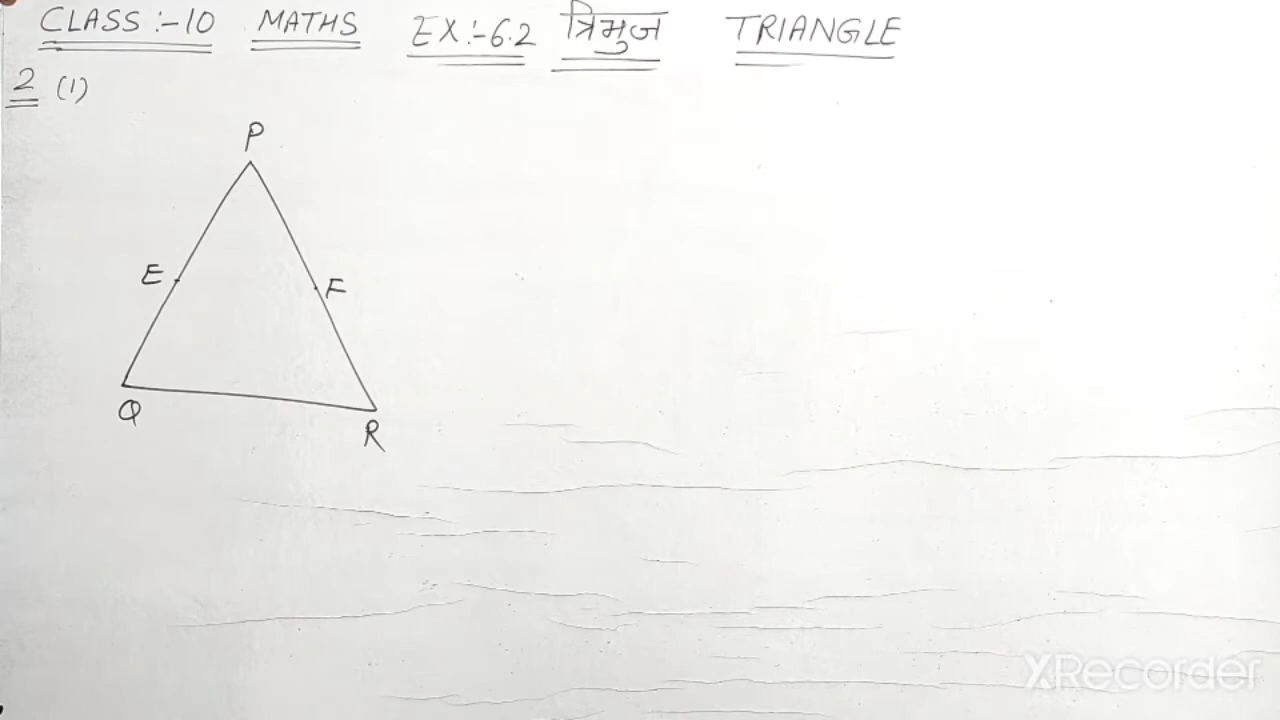 CLASS :- 10 MATHS EX :- 6.2 त्रिभुज TRIANGLE
2 (1)
P
E F
Q
R
XRecorder